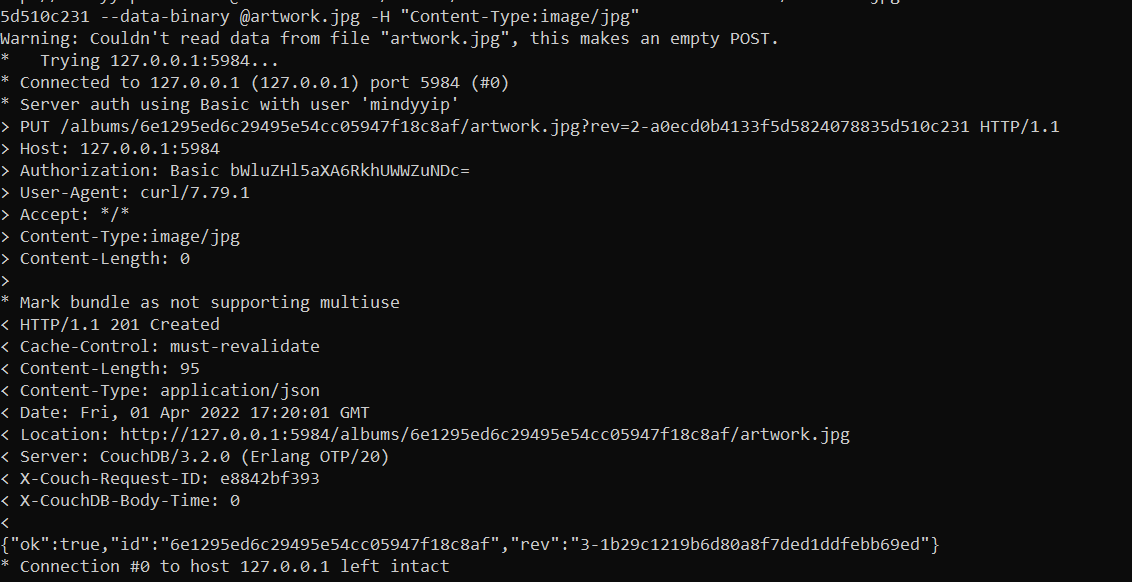 5d510c231 --data-binary @artwork.jpg -H "Content-Type:image/jpg"
Warning: Couldn't read data from file "artwork.jpg", this makes an empty POST.
*   Trying 127.0.0.1:5984...
* Connected to 127.0.0.1 (127.0.0.1) port 5984 (#0)
* Server auth using Basic with user 'mindyyip'
> PUT /albums/6e1295ed6c29495e54cc05947f18c8af/artwork.jpg?rev=2-a0ecd0b4133f5d5824078835d510c231 HTTP/1.1
> Host: 127.0.0.1:5984
> Authorization: Basic bWluZHl5aXA6RkhUWWZuNDc=
> User-Agent: curl/7.79.1
> Accept: */*
> Content-Type:image/jpg
> Content-Length: 0
>
* Mark bundle as not supporting multiuse
< HTTP/1.1 201 Created
< Cache-Control: must-revalidate
< Content-Length: 95
< Content-Type: application/json
< Date: Fri, 01 Apr 2022 17:20:01 GMT
< Location: http://127.0.0.1:5984/albums/6e1295ed6c29495e54cc05947f18c8af/artwork.jpg
< Server: CouchDB/3.2.0 (Erlang OTP/20)
< X-Couch-Request-ID: e8842bf393
< X-CouchDB-Body-Time: 0
<
{"ok":true,"id":"6e1295ed6c29495e54cc05947f18c8af","rev":"3-1b29c1219b6d80a8f7ded1ddfebb69ed"}
* Connection #0 to host 127.0.0.1 left intact